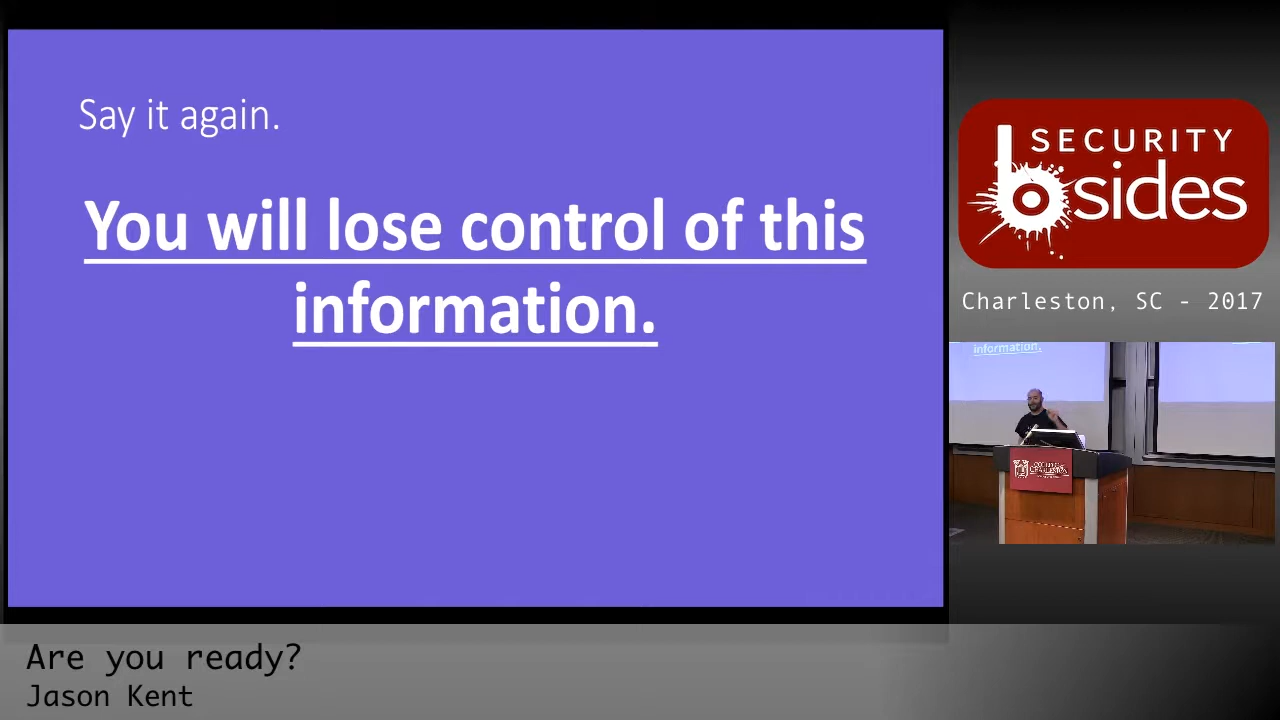 Say it again.
You will lose control of this
information.
SECURITY
bsides
Charleston, SC - 2017
information.
Are you ready?
Jason Kent